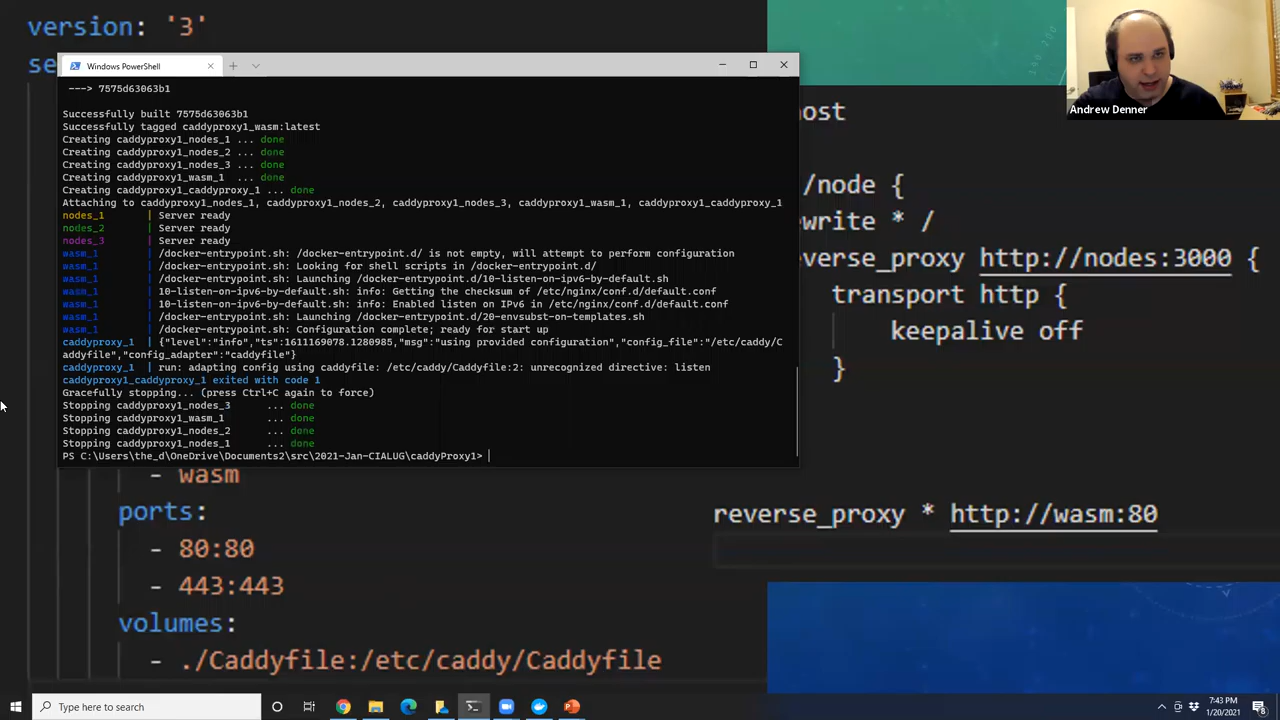 version: '3'
se
Windows PowerShell
---> 7575d63063b1
Successfully built 7575d63063b1
Successfully tagged caddyproxy1_wasm:latest
Creating caddyproxy1_nodes_1 ... done
Creating caddyproxy1_nodes_2 ... done
Creating caddyproxy1_nodes_3 ... done
Creating caddyproxy1_wasm_1 ... done
Creating caddyproxy1_caddyproxy_1 ... done
Attaching to caddyproxy1_nodes_1, caddyproxy1_nodes_2, caddyproxy1_nodes_3, caddyproxy1_wasm_1, caddyproxy1_caddyproxy_1
nodes_1 | Server ready
nodes_2 | Server ready
nodes_3 | Server ready
wasm_1 | /docker-entrypoint.sh: /docker-entrypoint.d/ is not empty, will attempt to perform configuration
wasm_1 | /docker-entrypoint.sh: Looking for shell scripts in /docker-entrypoint.d/
wasm_1 | /docker-entrypoint.sh: Launching /docker-entrypoint.d/10-listen-on-ipv6-by-default.sh
wasm_1 | 10-listen-on-ipv6-by-default.sh: info: Getting the checksum of /etc/nginx/conf.d/default.conf
wasm_1 | 10-listen-on-ipv6-by-default.sh: info: Enabled listen on IPv6 in /etc/nginx/conf.d/default.conf
wasm_1 | /docker-entrypoint.sh: Launching /docker-entrypoint.d/20-envsubst-on-templates.sh
wasm_1 | /docker-entrypoint.sh: Configuration complete; ready for start up
caddyproxy_1 | {"level":"info","ts":1611169078.1280985,"msg":"using provided configuration","config_file":"/etc/caddy/C
addyfile","config_adapter":"caddyfile"}
caddyproxy_1 | run: adapting config using caddyfile: /etc/caddy/Caddyfile:2: unrecognized directive: listen
caddyproxy1_caddyproxy_1 exited with code 1
Gracefully stopping... (press Ctrl+C again to force)
Stopping caddyproxy1_nodes_3 ... done
Stopping caddyproxy1_wasm_1 ... done
Stopping caddyproxy1_nodes_2 ... done
Stopping caddyproxy1_nodes_1 ... done
PS C:\Users\the_d\OneDrive\Documents2\src\2021-Jan-CIALUG\caddyProxy1>
- wasm
ports:
- 80:80
- 443:443
volumes:
- ./Caddyfile:/etc/caddy/Caddyfile
Andrew Denner
ost
/node {
ewrite * /
everse_proxy http://nodes:3000 {
transport http {
keepalive off
}
reverse_proxy * http://wasm:80
Type here to search
7:43 PM
1/20/2021
8